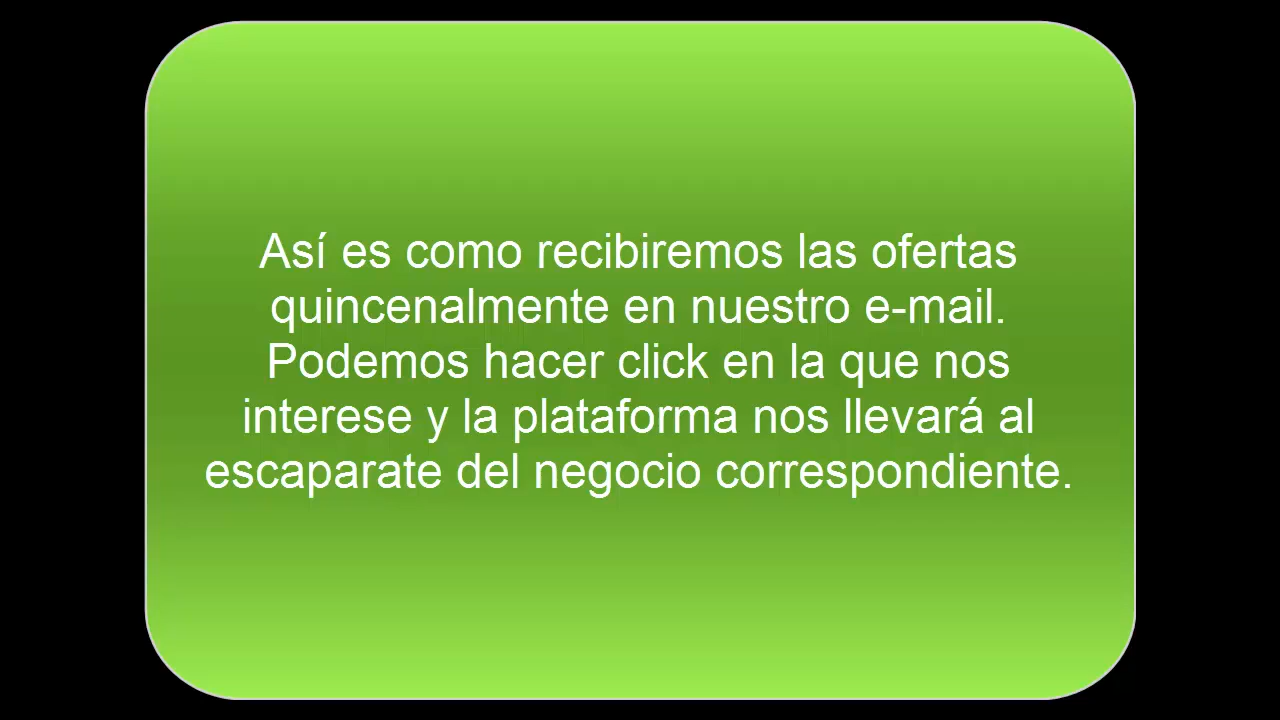 Así es como recibiremos las ofertas
quincenalmente en nuestro e-mail.
Podemos hacer click en la que nos
interese y la plataforma nos llevará al
escaparate del negocio correspondiente.